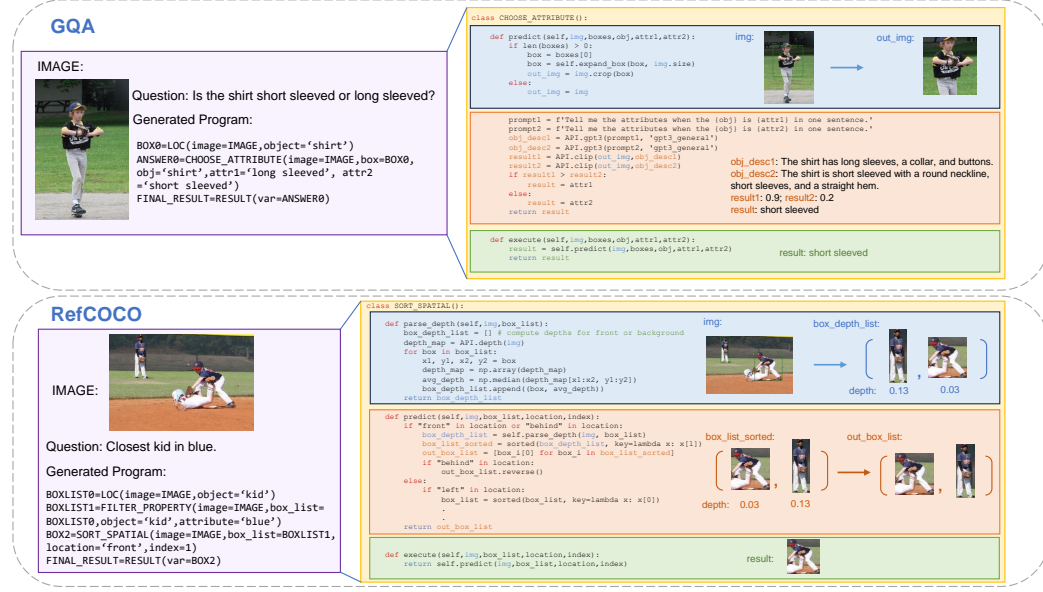 GQA
IMAGE:
Question: Is the shirt short sleeved or long sleeved?
Generated Program:
BOX0=LOC(image=IMAGE,object=‘shirt’)
ANSWER0=CHOOSE_ATTRIBUTE(image=IMAGE,box=BOX0,
obj=‘shirt’,attr1=‘long sleeved’, attr2
=‘short sleeved’)
FINAL_RESULT=RESULT(var=ANSWER0)
class CHOOSE_ATTRIBUTE():
def predict(self,img,boxes,obj,attr1,attr2):
if len(boxes) > 0:
box = boxes[0]
box = self.expand_box(box, img.size)
out_img = img.crop(box)
else:
out_img = img
img:
out_img:
prompt1 = f'Tell me the attributes when the {obj} is {attr1} in one sentence.'
prompt2 = f'Tell me the attributes when the {obj} is {attr2} in one sentence.'
obj_desc1 = API.gpt3(prompt1, 'gpt3_general')
obj_desc2 = API.gpt3(prompt2, 'gpt3_general')
result1 = API.clip(out_img,obj_desc1)
result2 = API.clip(out_img,obj_desc2)
if result1 > result2:
result = attr1
else:
result = attr2
return result
obj_desc1: The shirt has long sleeves, a collar, and buttons.
obj_desc2: The shirt is short sleeved with a round neckline,
short sleeves, and a straight hem.
result1: 0.9; result2: 0.2
result: short sleeved
def execute(self,img,boxes,obj,attr1,attr2):
result = self.predict(img,boxes,obj,attr1,attr2)
return result
result: short sleeved
RefCOCO
IMAGE:
Question: Closest kid in blue.
Generated Program:
BOXLIST0=LOC(image=IMAGE,object=‘kid’)
BOXLIST1=FILTER_PROPERTY(image=IMAGE,box_list=
BOXLIST0,object=‘kid’,attribute=‘blue’)
BOX2=SORT_SPATIAL(image=IMAGE,box_list=BOXLIST1,
location=‘front’,index=1)
FINAL_RESULT=RESULT(var=BOX2)
class SORT_SPATIAL():
def parse_depth(self,img,box_list):
box_depth_list = [] # compute depths for front or background
depth_map = API.depth(img)
for box in box_list:
x1, y1, x2, y2 = box
depth_map = np.array(depth_map)
avg_depth = np.median(depth_map[x1:x2, y1:y2])
box_depth_list.append((box, avg_depth))
return box_depth_list
img:
box_depth_list:
,
depth: 0.13 0.03
def predict(self,img,box_list,location,index):
if "front" in location or "behind" in location:
box_depth_list = self.parse_depth(img, box_list)
box_list_sorted = sorted(box_depth_list, key=lambda x: x[1])
out_box_list = [box_i[0] for box_i in box_list_sorted]
if "behind" in location:
out_box_list.reverse()
else:
if "left" in location:
box_list = sorted(box_list, key=lambda x: x[0])
.
.
return out_box_list
box_list_sorted:
,
depth: 0.03 0.13
out_box_list:
,
def execute(self,img,box_list,location,index):
return self.predict(img,box_list,location,index)
result: